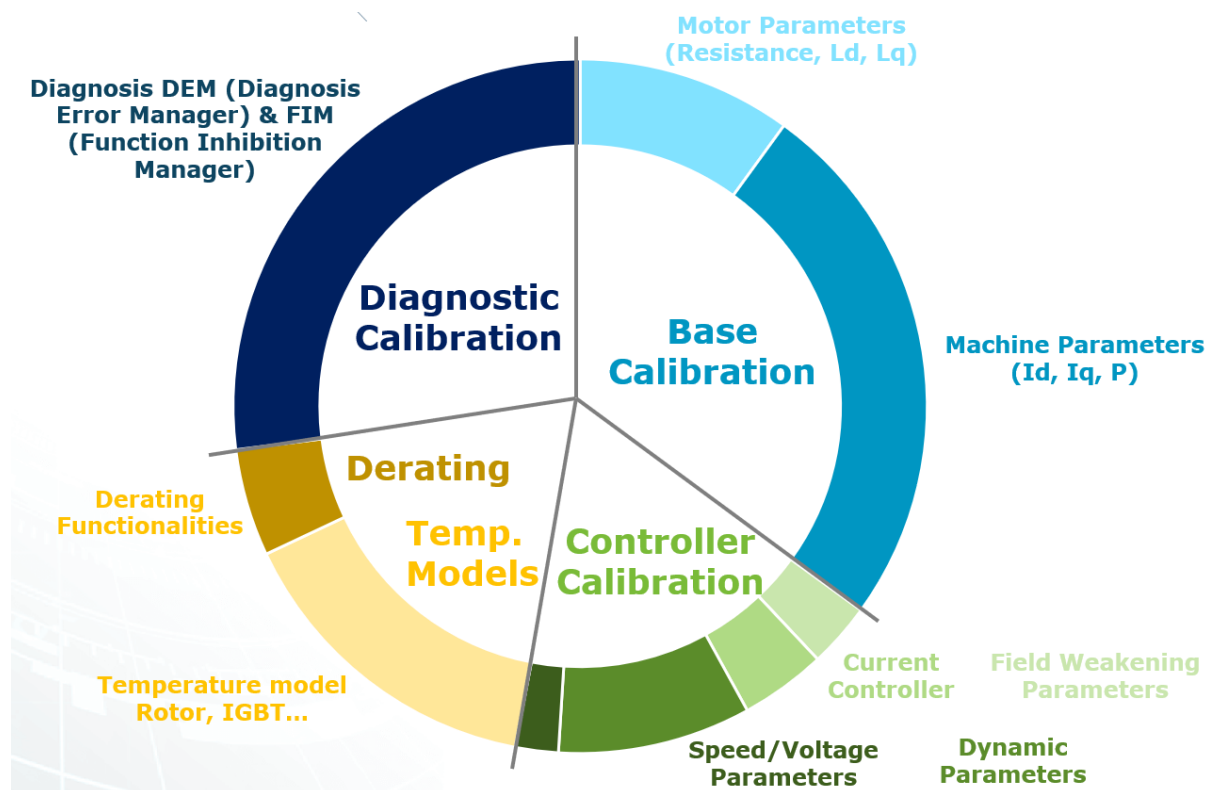 Motor Parameters
(Resistance, Ld, Lq)
Diagnosis DEM (Diagnosis
Error Manager) & FIM
(Function Inhibition
Manager)
Diagnostic
Calibration
Base
Calibration
Machine Parameters
(Id, Iq, P)
Derating
Derating
Functionalities
Temp.
Models
Controller
Calibration
Temperature model
Rotor, IGBT...
Current
Controller
Field Weakening
Parameters
Speed/Voltage
Parameters
Dynamic
Parameters